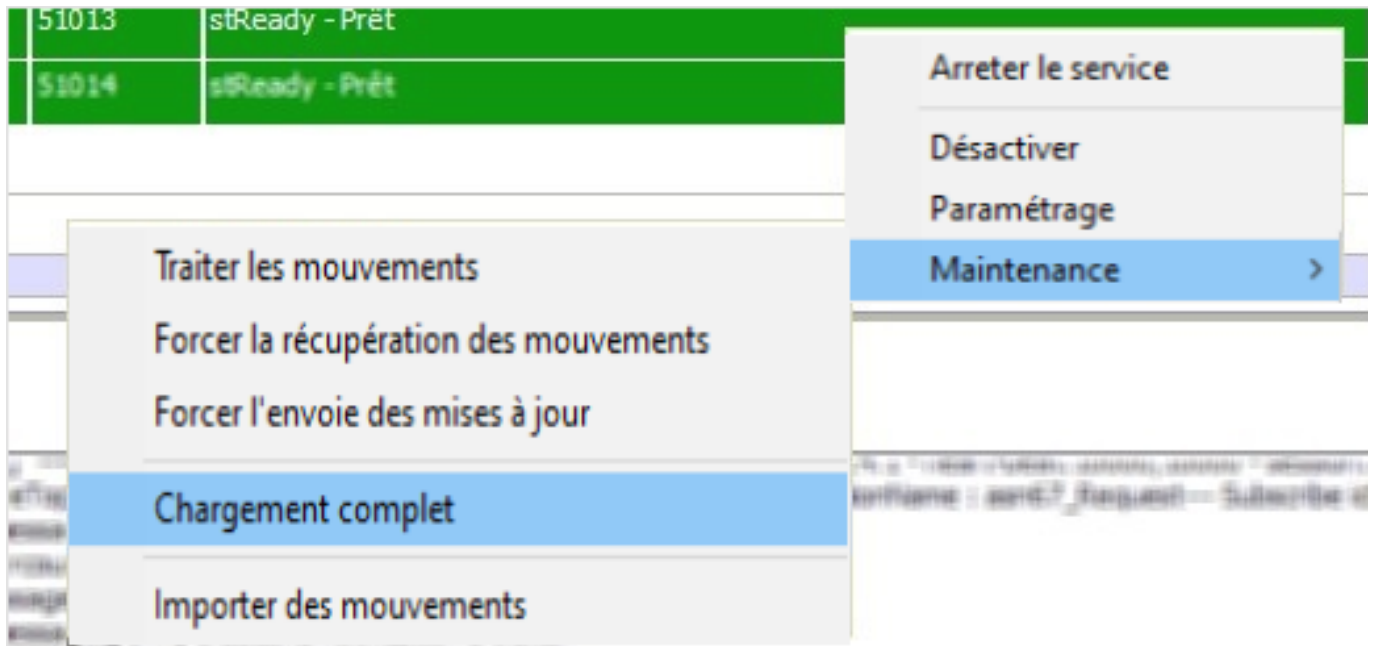 51013 stReady - Prêt
51014 stReady - Prêt
Arreter le service
Désactiver
Paramétrage
Maintenance >
Traiter les mouvements
Forcer la récupération des mouvements
Forcer l'envoie des mises à jour
Chargement complet
Importer des mouvements